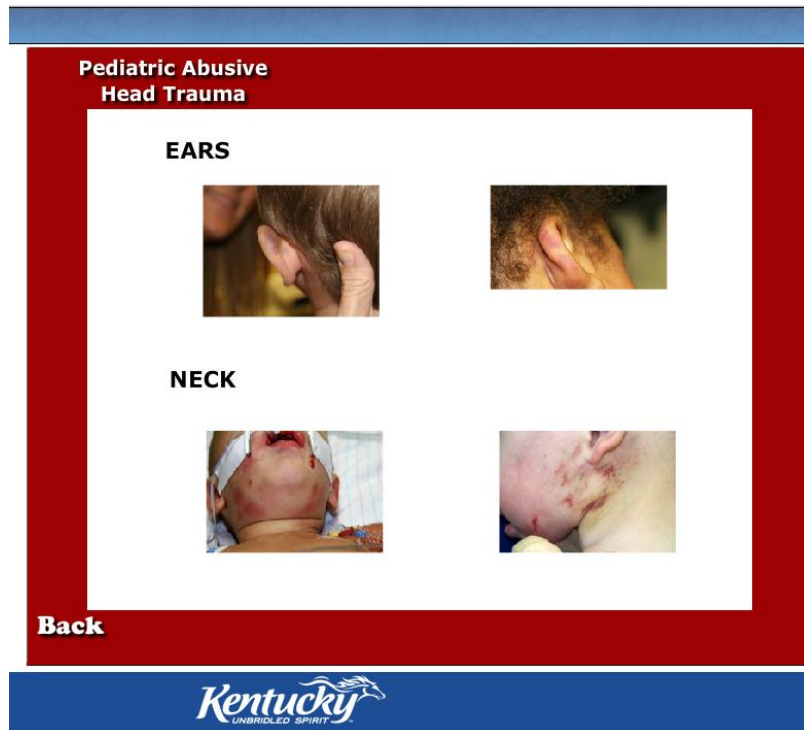 Pediatric Abusive
Head Trauma
EARS
NECK
Back
Kentucky
UNBRIDLED SPIRIT